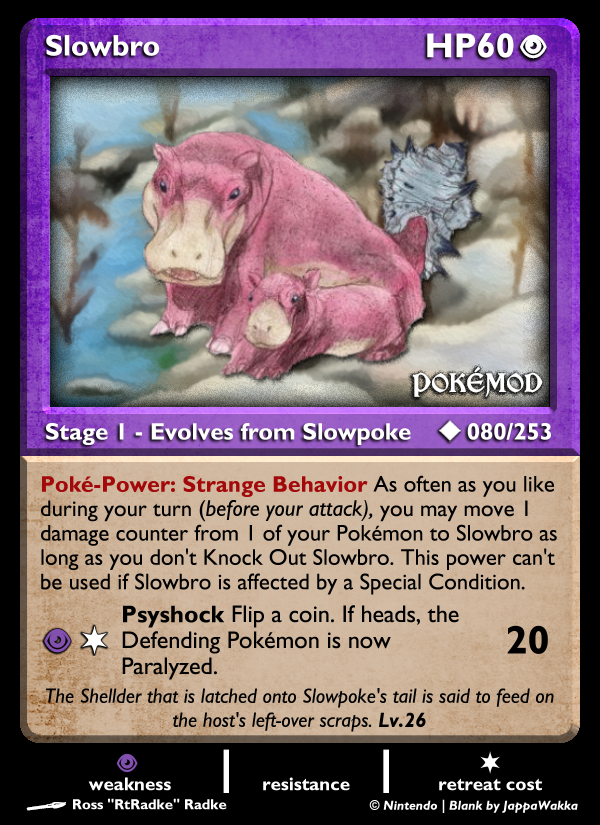 Slowbro HP60
POKÉMOD
Stage 1 - Evolves from Slowpoke 080/253
Poké-Power: Strange Behavior As often as you like
during your turn (before your attack), you may move 1
damage counter from 1 of your Pokémon to Slowbro as
long as you don't Knock Out Slowbro. This power can't
be used if Slowbro is affected by a Special Condition.
Psyshock Flip a coin. If heads, the
Defending Pokémon is now 20
Paralyzed.
The Shellder that is latched onto Slowpoke's tail is said to feed on
the host's left-over scraps. Lv.26
weakness resistance retreat cost
Ross "RtRadke" Radke © Nintendo | Blank by JappaWakka